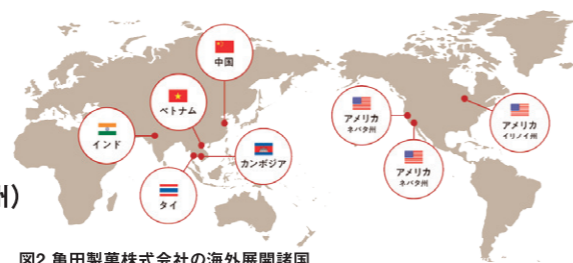 中国
ベトナム
インド
カンボジア
タイ
アメリカ
ネバタ州
アメリカ
ネバタ州
アメリカ
イリノイ州
州)
図2 亀田製菓株式会社の海外展開諸国